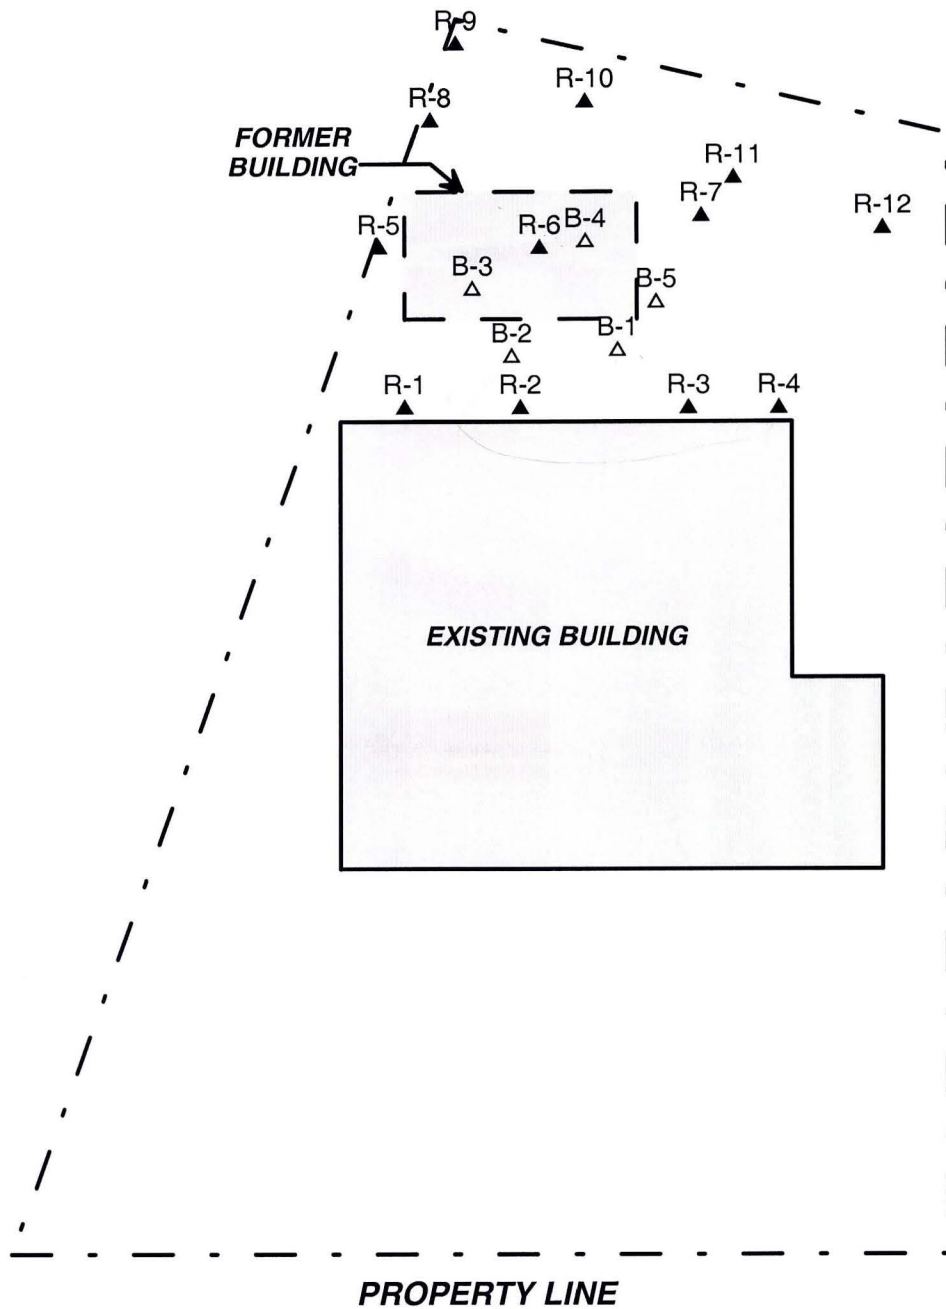 R-9
R-10
R-8
FORMER
BUILDING
R-11
R-7
R-12
R-5
R-6
B-4
B-3
B-5
B-1
B-2
R-1
R-2
R-3
R-4
EXISTING BUILDING
PROPERTY LINE